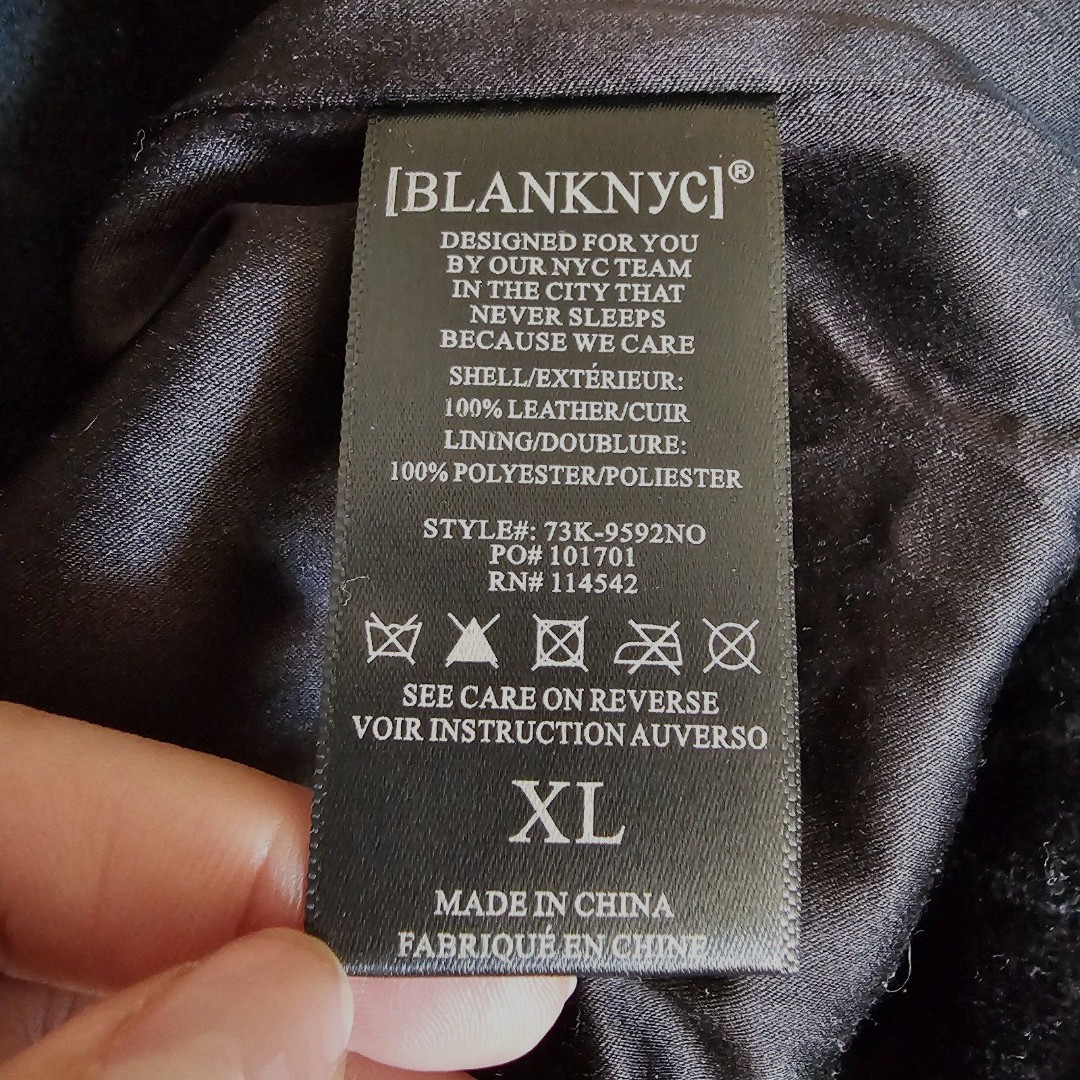 [BLANKNYC]®
DESIGNED FOR YOU
BY OUR NYC TEAM
IN THE CITY THAT
NEVER SLEEPS
BECAUSE WE CARE
SHELL/EXTÉRIEUR:
100% LEATHER/CUIR
LINING/DOUBLURE:
100% POLYESTER/POLIESTER
STYLE#: 73K-9592NO
PO# 101701
RN# 114542
SEE CARE ON REVERSE
VOIR INSTRUCTION AUVERSO
XL
MADE IN CHINA
FABRIQUÉ EN CHINE